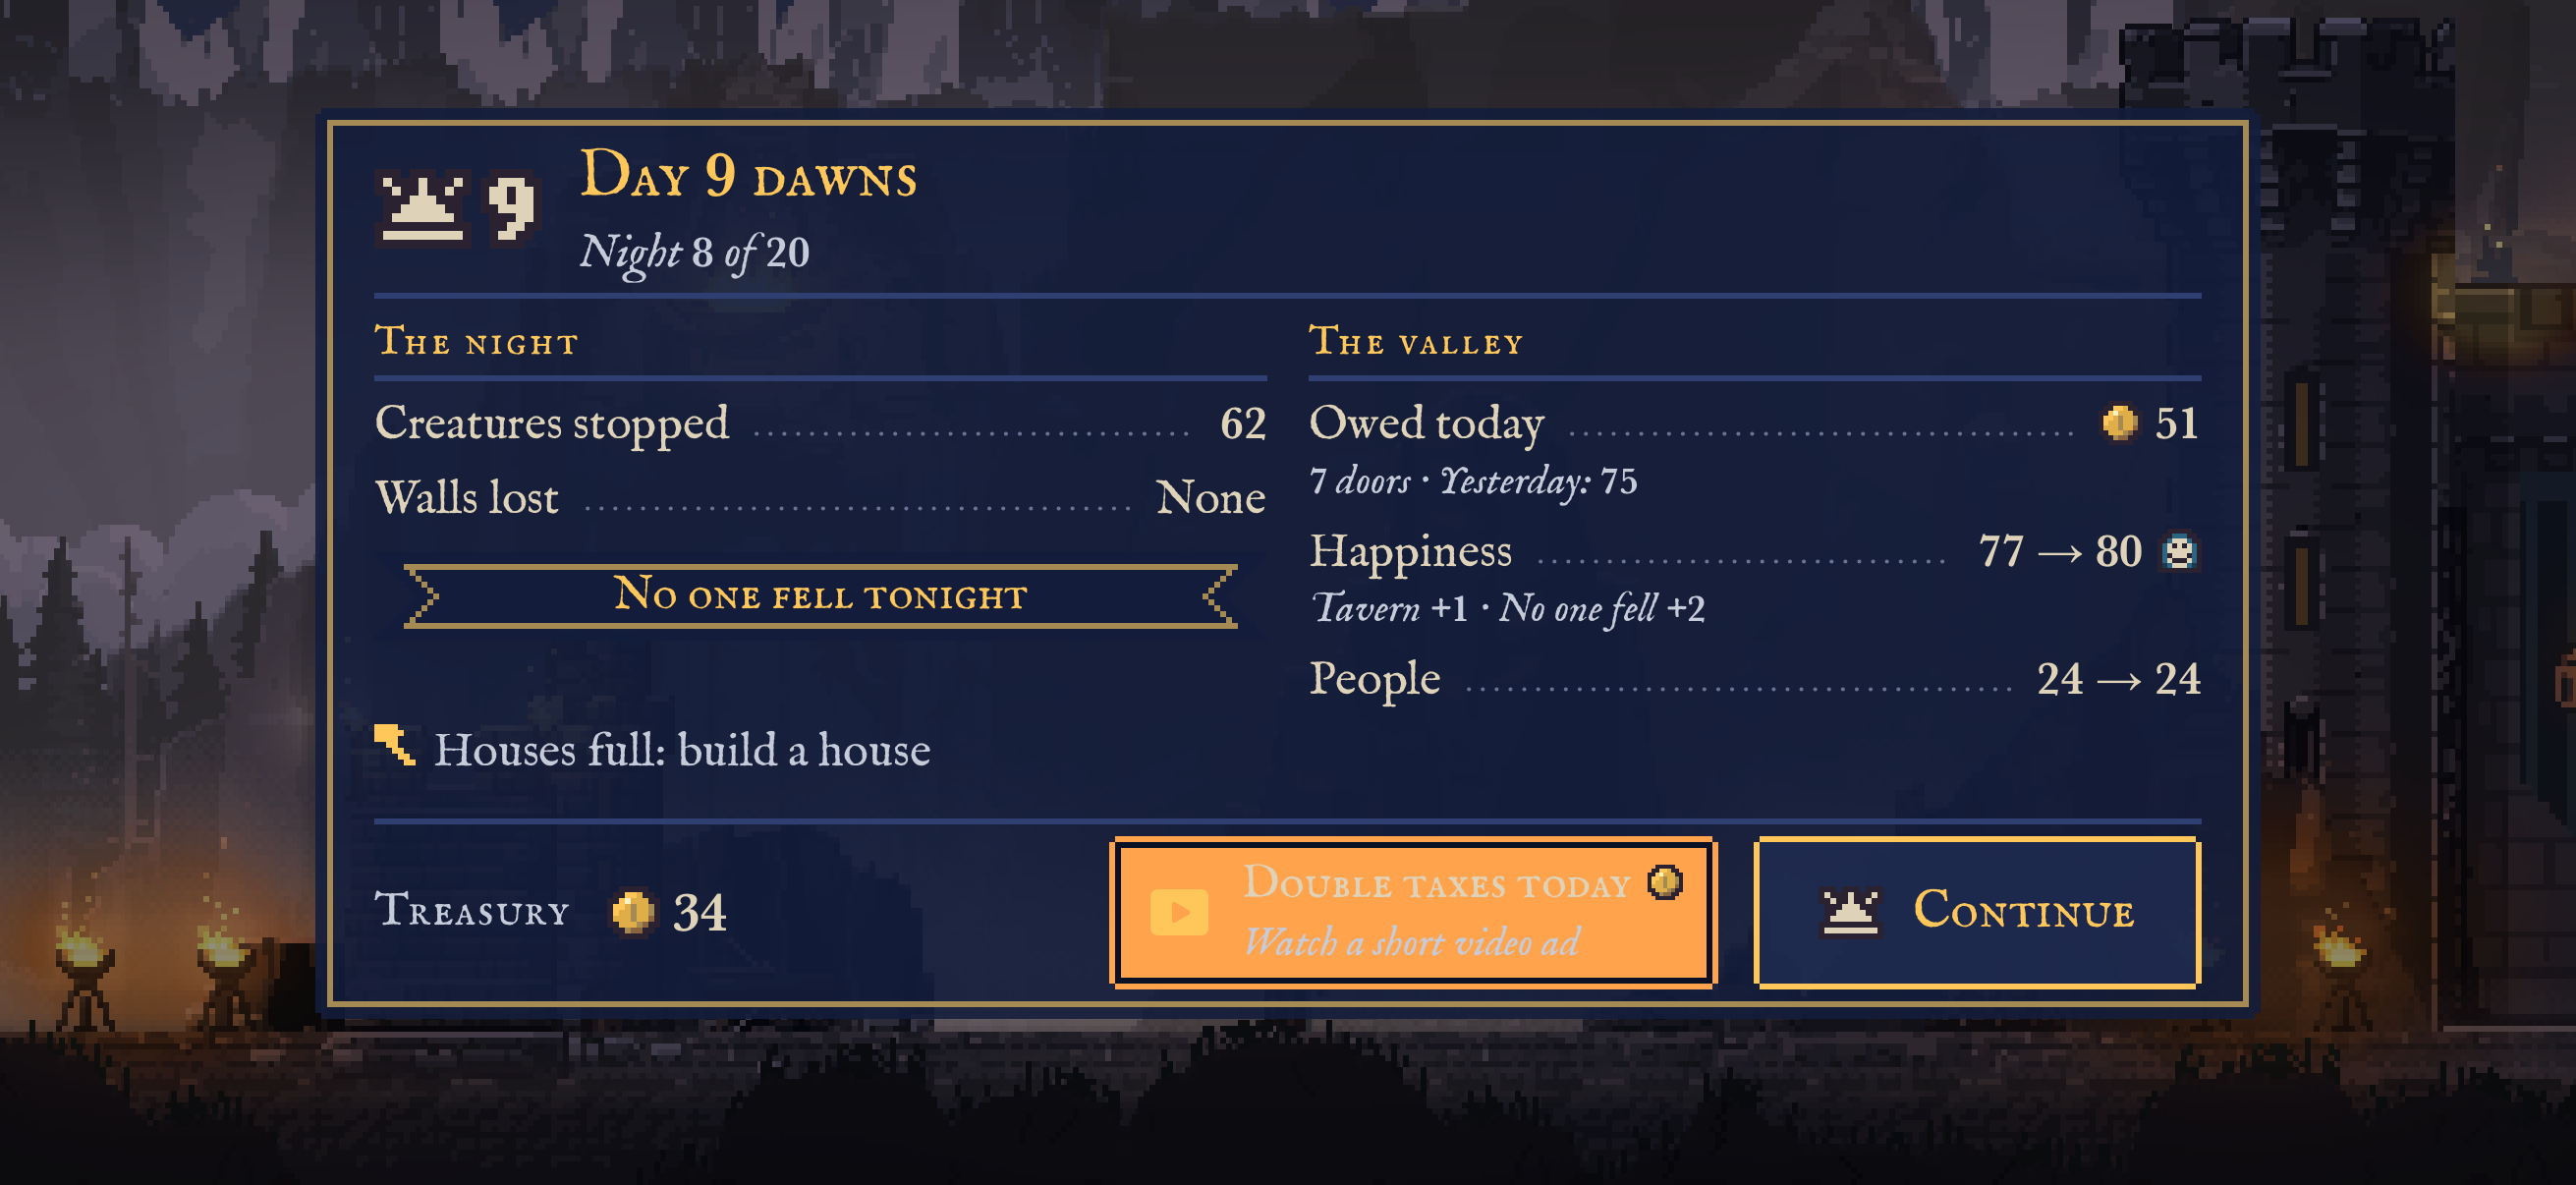 9
Day 9 dawns
Night 8 of 20
The night
Creatures stopped 62
Walls lost None
No one fell tonight
Houses full: build a house
The valley
Owed today 51
7 doors · Yesterday: 75
Happiness 77 → 80
Tavern +1 · No one fell +2
People 24 → 24
Treasury 34
Double taxes today
Watch a short video ad
Continue